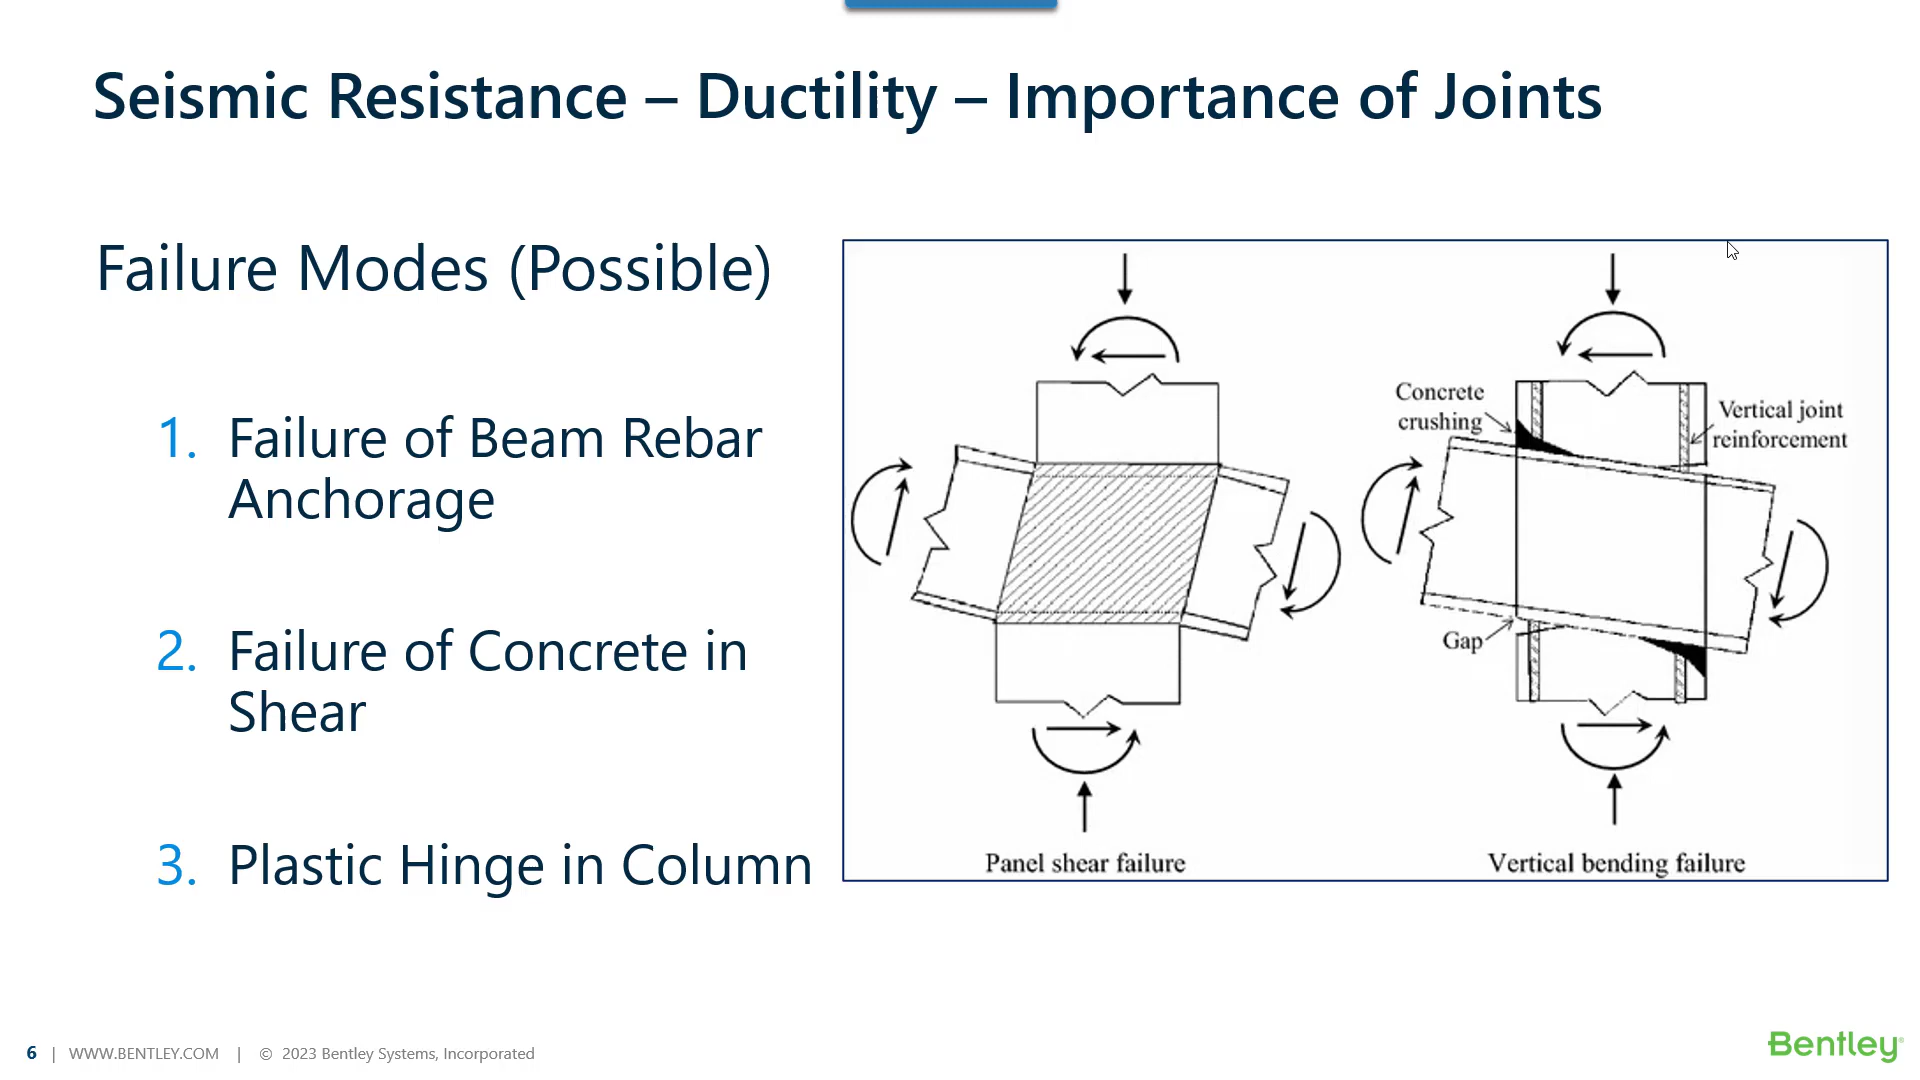 Seismic Resistance – Ductility – Importance of Joints
Failure Modes (Possible)
1. Failure of Beam Rebar
Anchorage
2. Failure of Concrete in
Shear
3. Plastic Hinge in Column
Concrete
crushing
Vertical joint
reinforcement
Gap
Panel shear failure
Vertical bending failure
6 | WWW.BENTLEY.COM | © 2023 Bentley Systems, Incorporated
Bentley®